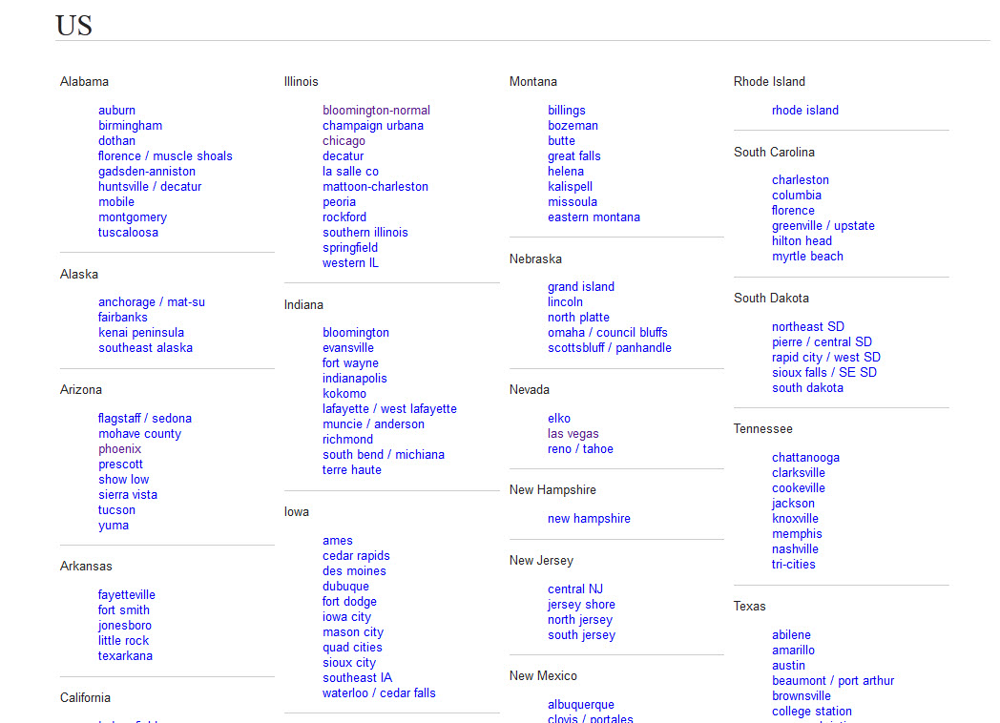 US
Alabama
auburn
birmingham
dothan
florence / muscle shoals
gadsden-anniston
huntsville / decatur
mobile
montgomery
tuscaloosa
Alaska
anchorage / mat-su
fairbanks
kenai peninsula
southeast alaska
Arizona
flagstaff / sedona
mohave county
phoenix
prescott
show low
sierra vista
tucson
yuma
Arkansas
fayetteville
fort smith
jonesboro
little rock
texarkana
California
Illinois
bloomington-normal
champaign urbana
chicago
decatur
la salle co
mattoon-charleston
peoria
rockford
southern illinois
springfield
western IL
Indiana
bloomington
evansville
fort wayne
indianapolis
kokomo
lafayette / west lafayette
muncie / anderson
richmond
south bend / michiana
terre haute
Iowa
ames
cedar rapids
des moines
dubuque
fort dodge
iowa city
mason city
quad cities
sioux city
southeast IA
waterloo / cedar falls
Montana
billings
bozeman
butte
great falls
helena
kalispell
missoula
eastern montana
Nebraska
grand island
lincoln
north platte
omaha / council bluffs
scottsbluff / panhandle
Nevada
elko
las vegas
reno / tahoe
New Hampshire
new hampshire
New Jersey
central NJ
jersey shore
north jersey
south jersey
New Mexico
albuquerque
clovis / portales
Rhode Island
rhode island
South Carolina
charleston
columbia
florence
greenville / upstate
hilton head
myrtle beach
South Dakota
northeast SD
pierre / central SD
rapid city / west SD
sioux falls / SE SD
south dakota
Tennessee
chattanooga
clarksville
cookeville
jackson
knoxville
memphis
nashville
tri-cities
Texas
abilene
amarillo
austin
beaumont / port arthur
brownsville
college station